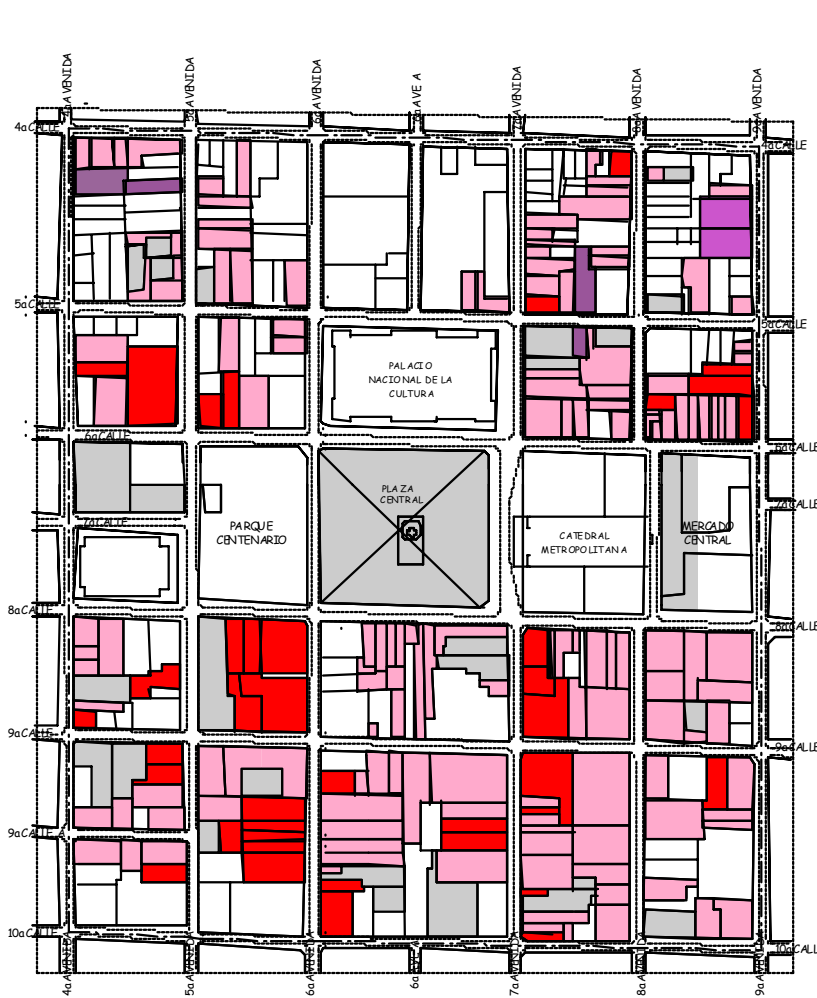 4a AVENIDA
5a AVENIDA
6a AVENIDA
6a AVE A
7a AVENIDA
8a AVENIDA
9a AVENIDA
4a CALLE
4a CALLE
5a CALLE
5a CALLE
PALACIO
NACIONAL DE LA
CULTURA
6a CALLE
6a CALLE
PLAZA
CENTRAL
7a CALLE
7a CALLE
PARQUE
CENTENARIO
CATEDRAL
METROPOLITANA
MERCADO
CENTRAL
8a CALLE
8a CALLE
9a CALLE
9a CALLE
9a CALLE A
10a CALLE
10a CALLE
4a AVENIDA
5a AVENIDA
6a AVENIDA
6a AVE A
7a AVENIDA
8a AVENIDA
9a AVENIDA